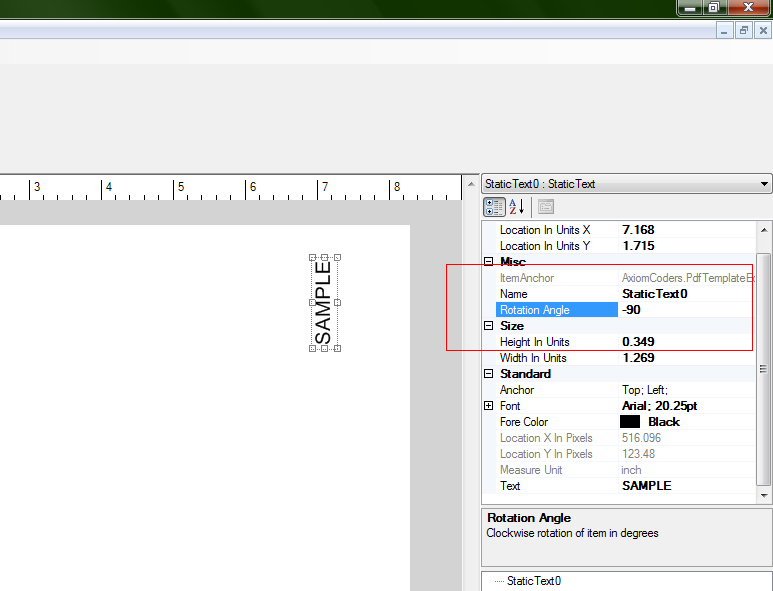 3 4 5 6 7 8
SAMPLE
StaticText0 : StaticText
Location In Units X 7.168
Location In Units Y 1.715
Misc
ItemAnchor AxiomCoders.PdfTemplateEd
Name StaticText0
Rotation Angle -90
Size
Height In Units 0.349
Width In Units 1.269
Standard
Anchor Top; Left;
Font Arial; 20.25pt
Fore Color Black
Location X In Pixels 516.096
Location Y In Pixels 123.48
Measure Unit inch
Text SAMPLE
Rotation Angle
Clockwise rotation of item in degrees
StaticText0